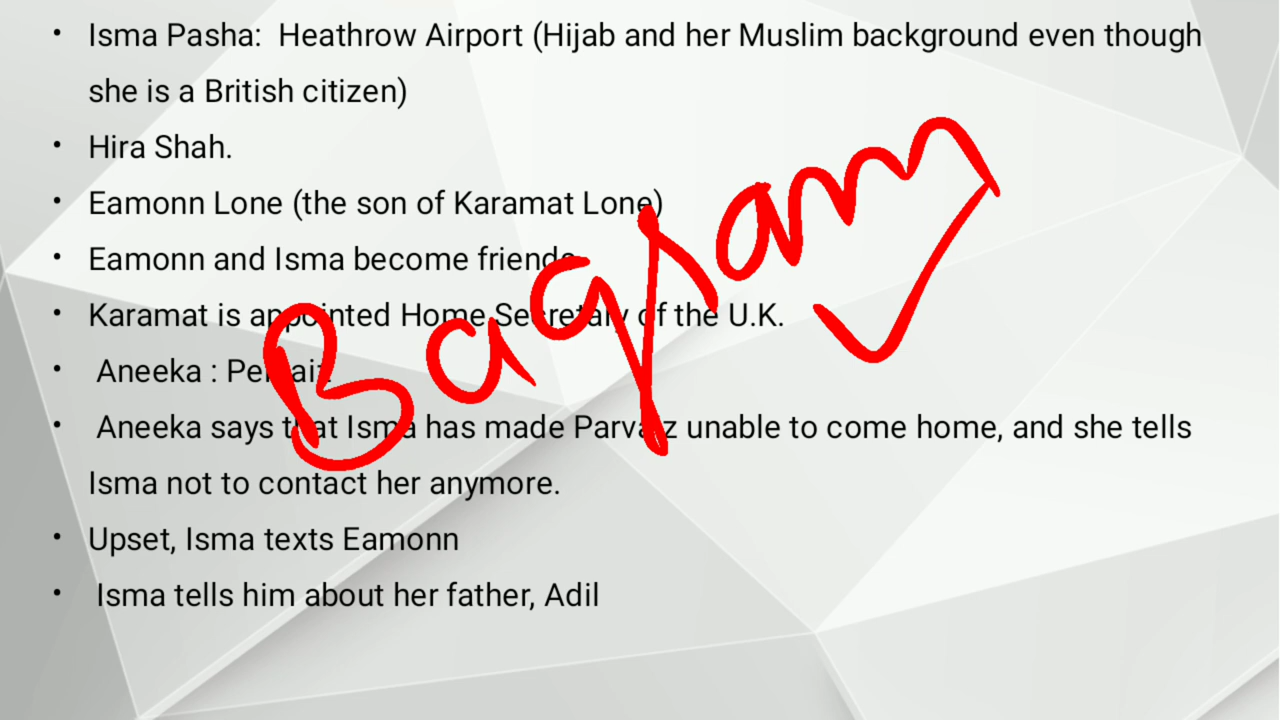 • Isma Pasha: Heathrow Airport (Hijab and her Muslim background even though
she is a British citizen)
• Hira Shah.
• Eamonn Lone (the son of Karamat Lone)
• Eamonn and Isma become friends
• Karamat is appointed Home Secretary of the U.K.
• Aneeka : Pervaiz
• Aneeka says that Isma has made Parvaiz unable to come home, and she tells
Isma not to contact her anymore.
• Upset, Isma texts Eamonn
• Isma tells him about her father, Adil